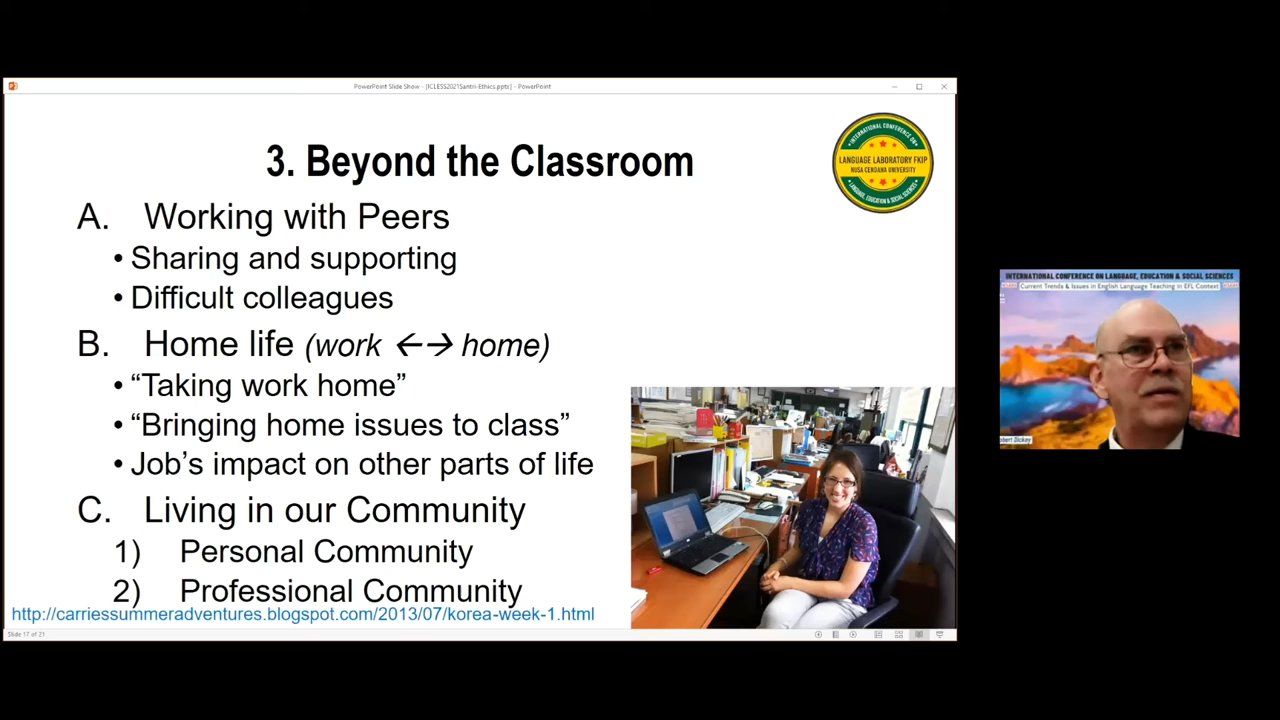 PowerPoint Slide Show - [ICLESS2021Santri-Ethics.ppts] - PowerPoint
3. Beyond the Classroom
INTERNATIONAL CONFERENCE ON
LANGUAGE LABORATORY FKIP
NUSA CENDANA UNIVERSITY
LANGUAGE, EDUCATION & SOCIAL SCIENCES
A. Working with Peers
• Sharing and supporting
• Difficult colleagues
B. Home life (work ←→ home)
• “Taking work home”
• “Bringing home issues to class”
• Job’s impact on other parts of life
C. Living in our Community
1) Personal Community
2) Professional Community
http://carriessummeradventures.blogspot.com/2013/07/korea-week-1.html
Slide 17 of 21
INTERNATIONAL CONFERENCE ON LANGUAGE, EDUCATION & SOCIAL SCIENCES
Current Trends & Issues in English Language Teaching in EFL Context
obert Dickey